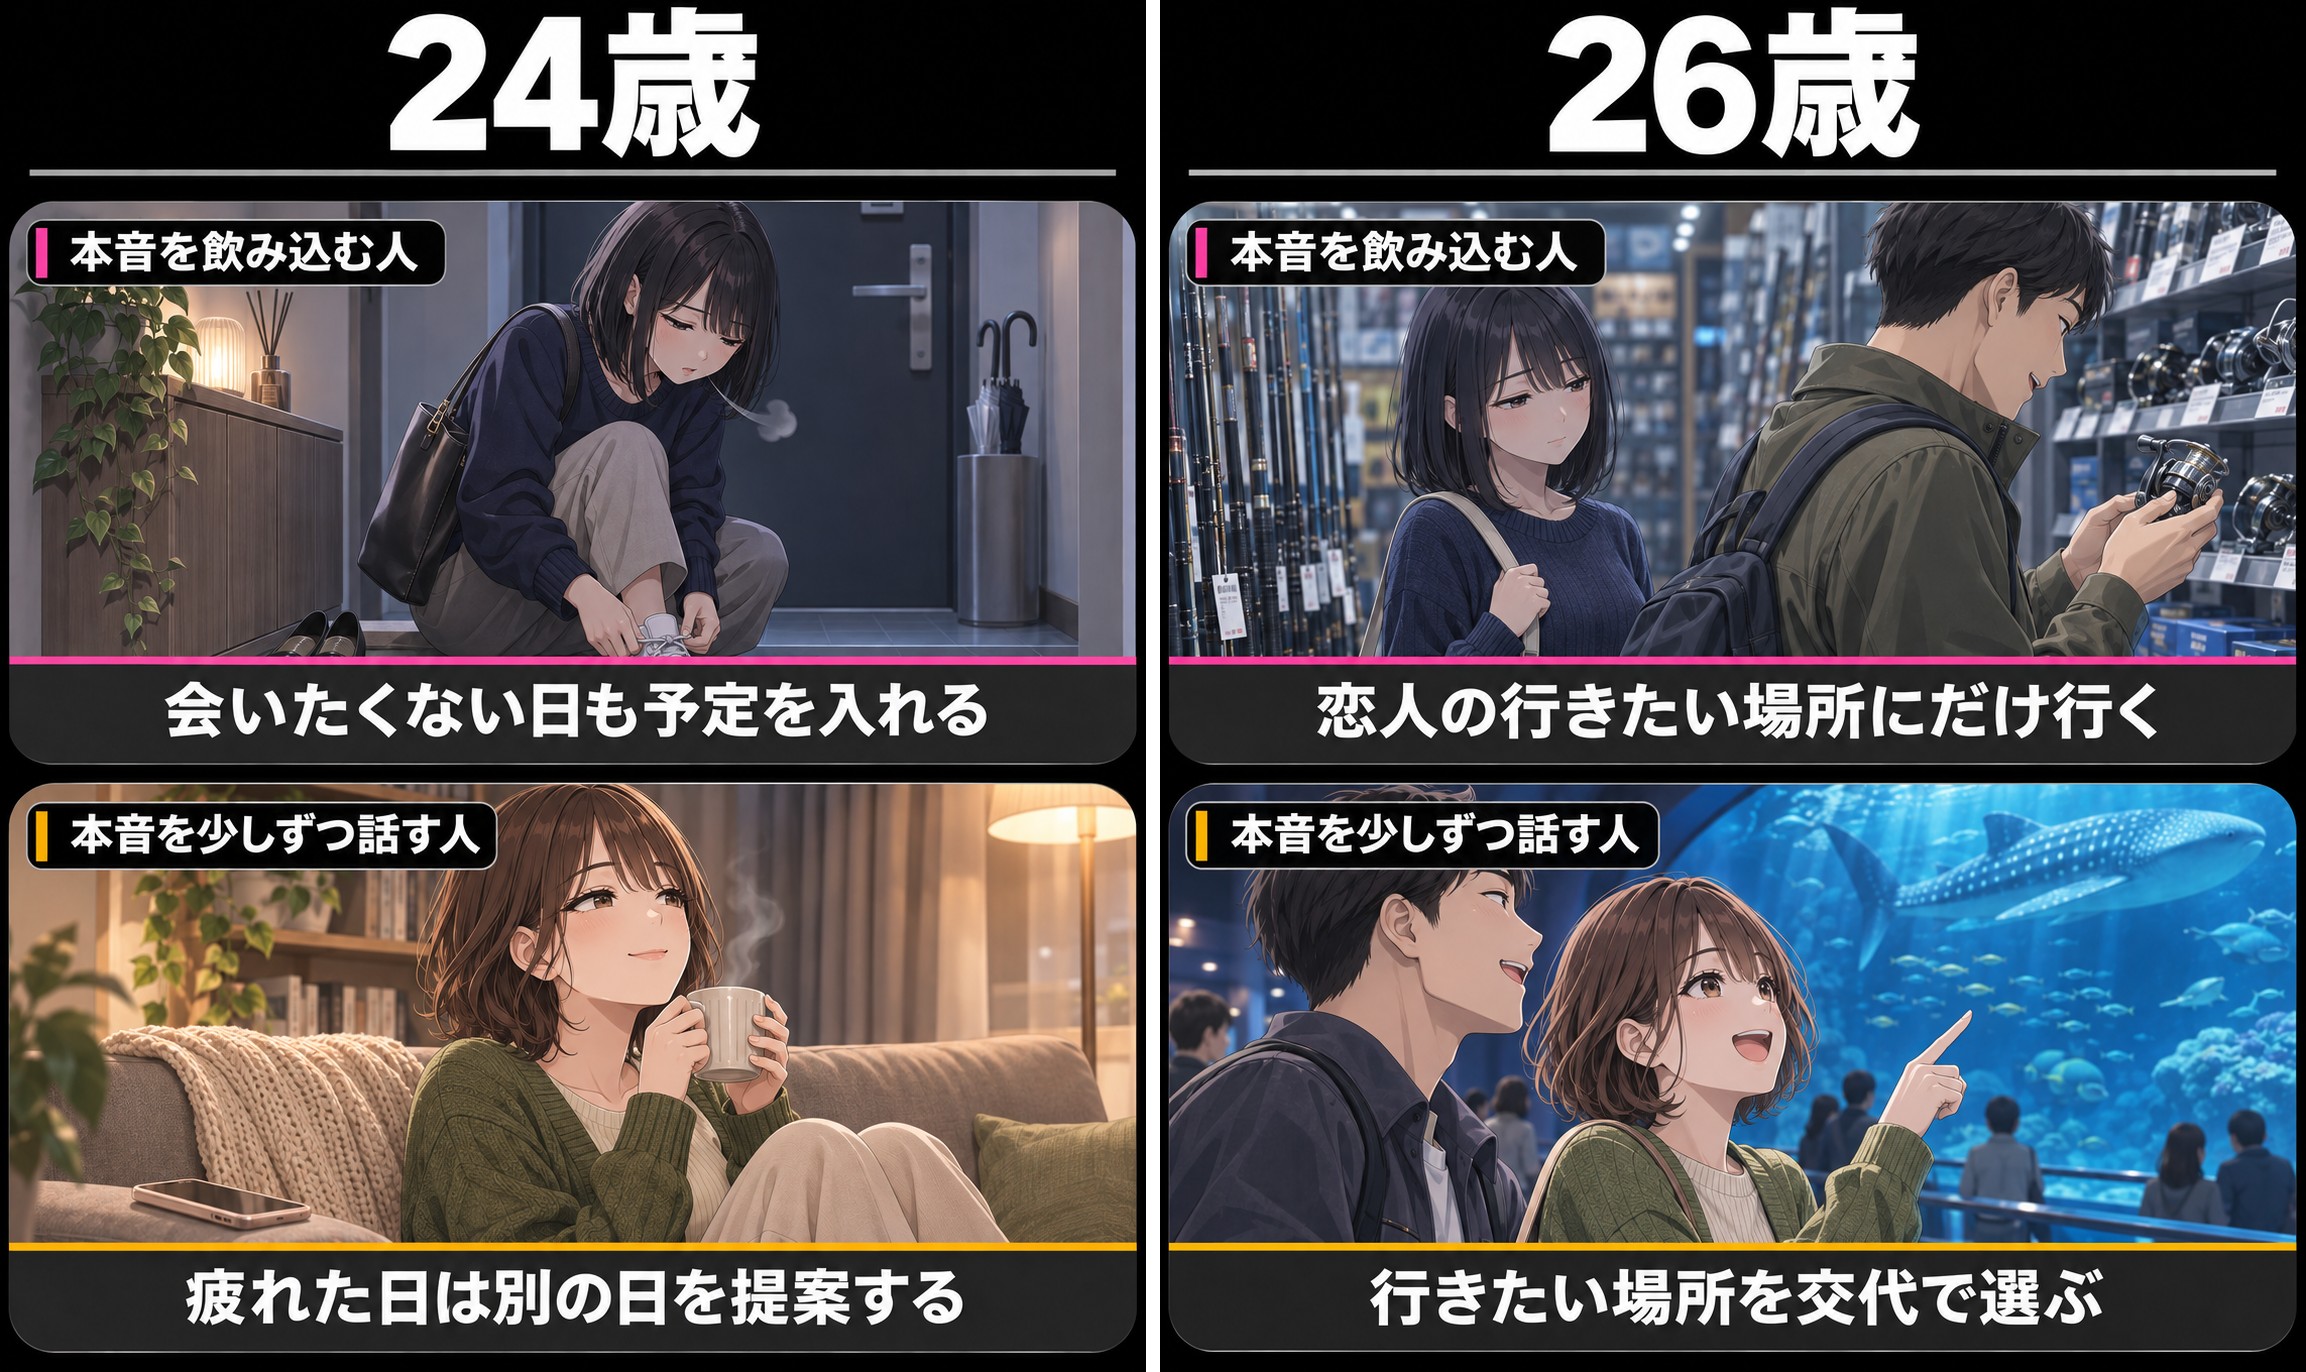 24歳
本音を飲み込む人
会いたくない日も予定を入れる
本音を少しずつ話す人
疲れた日は別の日を提案する
26歳
本音を飲み込む人
恋人の行きたい場所にだけ行く
本音を少しずつ話す人
行きたい場所を交代で選ぶ